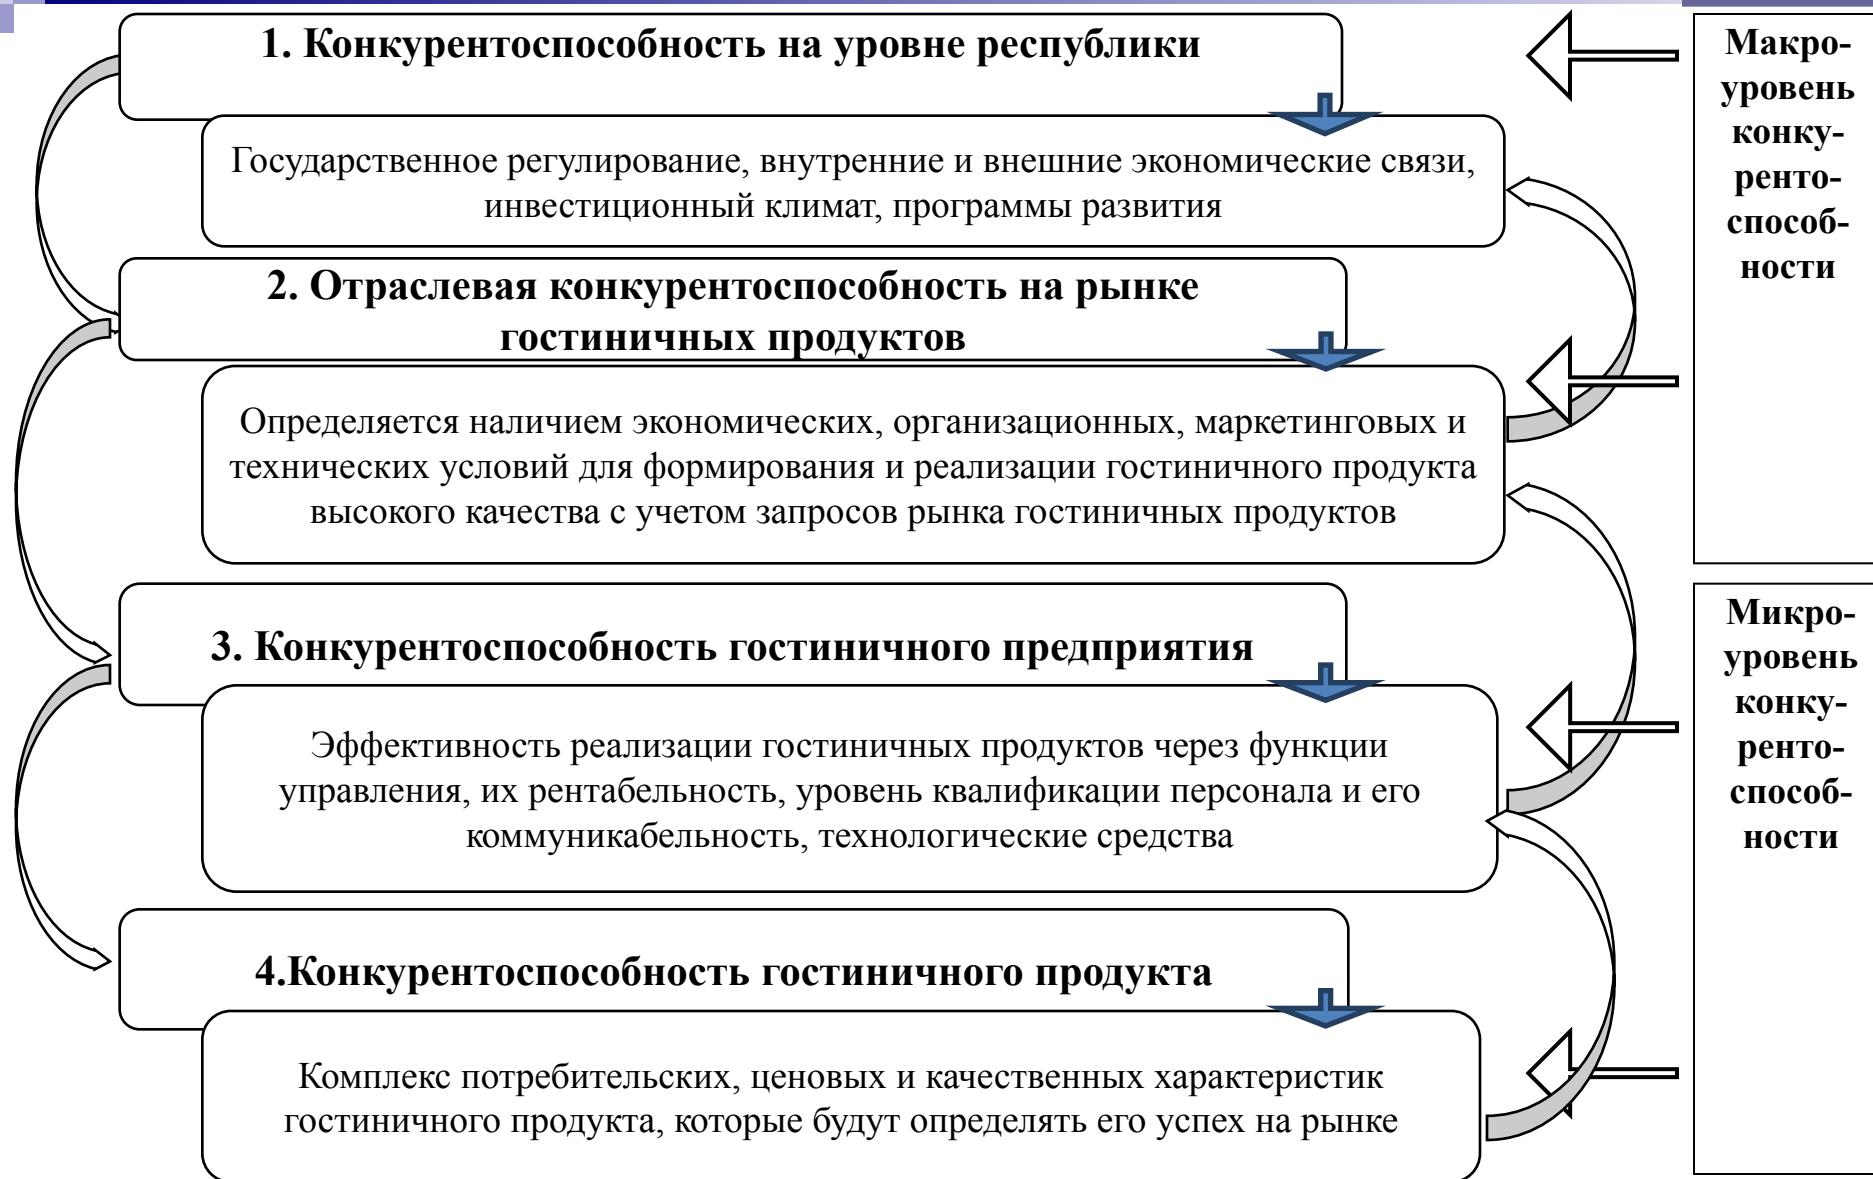 1. Конкурентоспособность на уровне республики
Государственное регулирование, внутренние и внешние экономические связи,
инвестиционный климат, программы развития
2. Отраслевая конкурентоспособность на рынке
гостиничных продуктов
Определяется наличием экономических, организационных, маркетинговых и
технических условий для формирования и реализации гостиничного продукта
высокого качества с учетом запросов рынка гостиничных продуктов
3. Конкурентоспособность гостиничного предприятия
Эффективность реализации гостиничных продуктов через функции
управления, их рентабельность, уровень квалификации персонала и его
коммуникабельность, технологические средства
4.Конкурентоспособность гостиничного продукта
Комплекс потребительских, ценовых и качественных характеристик
гостиничного продукта, которые будут определять его успех на рынке
Макро-
уровень
конку-
ренто-
способ-
ности
Микро-
уровень
конку-
ренто-
способ-
ности